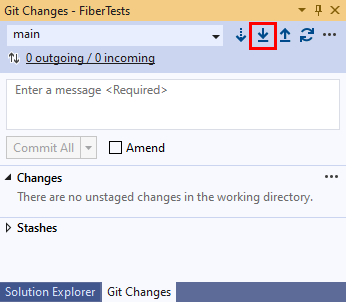 Git Changes - FiberTests
main
0 outgoing / 0 incoming
Enter a message <Required>
Commit All
Amend
Changes
There are no unstaged changes in the working directory.
Stashes
Solution Explorer
Git Changes